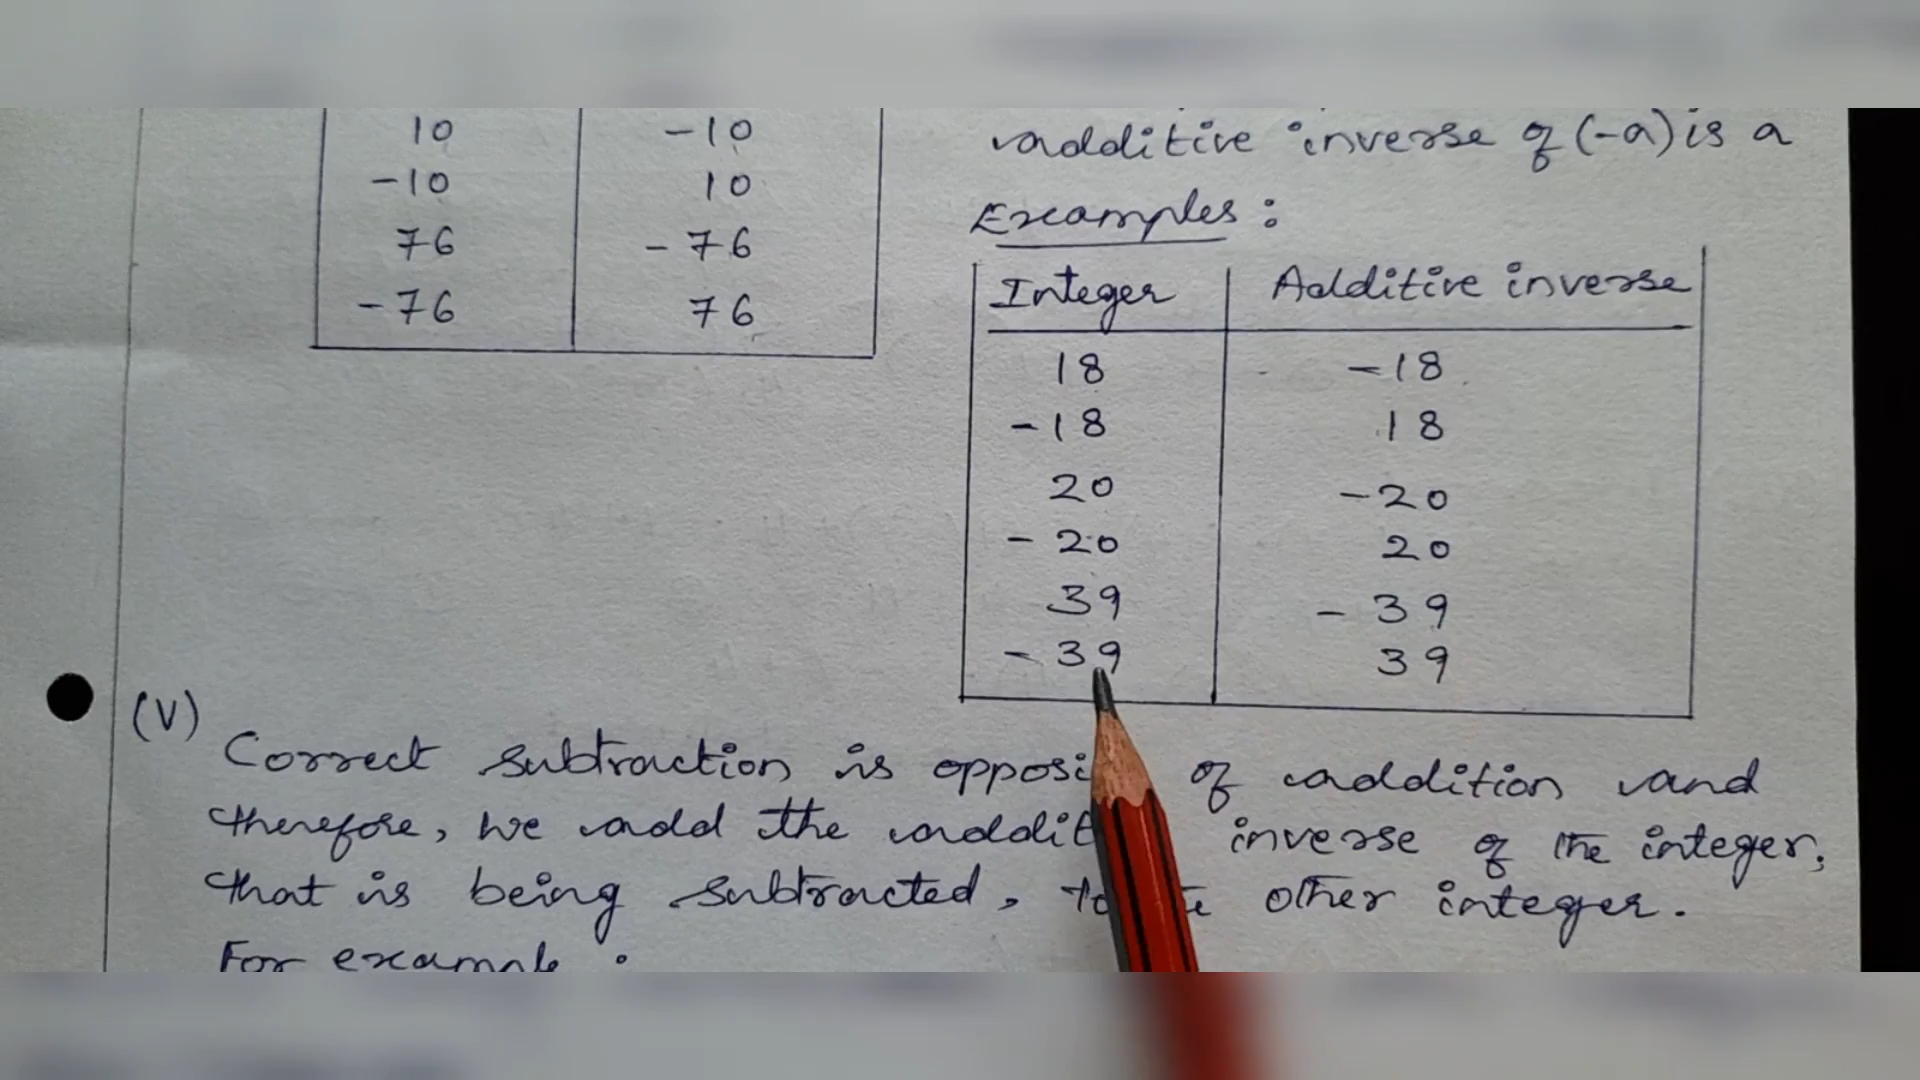 10 -10
-10 10
76 -76
-76 76
additive inverse of (-a) is a
Examples :
Integer Additive inverse
18 -18
-18 18
20 -20
-20 20
39 -39
-39 39
(V)
Correct subtraction is of addition and
therefore, we add the inverse of the integer,
that is being subtracted, other integer.
For